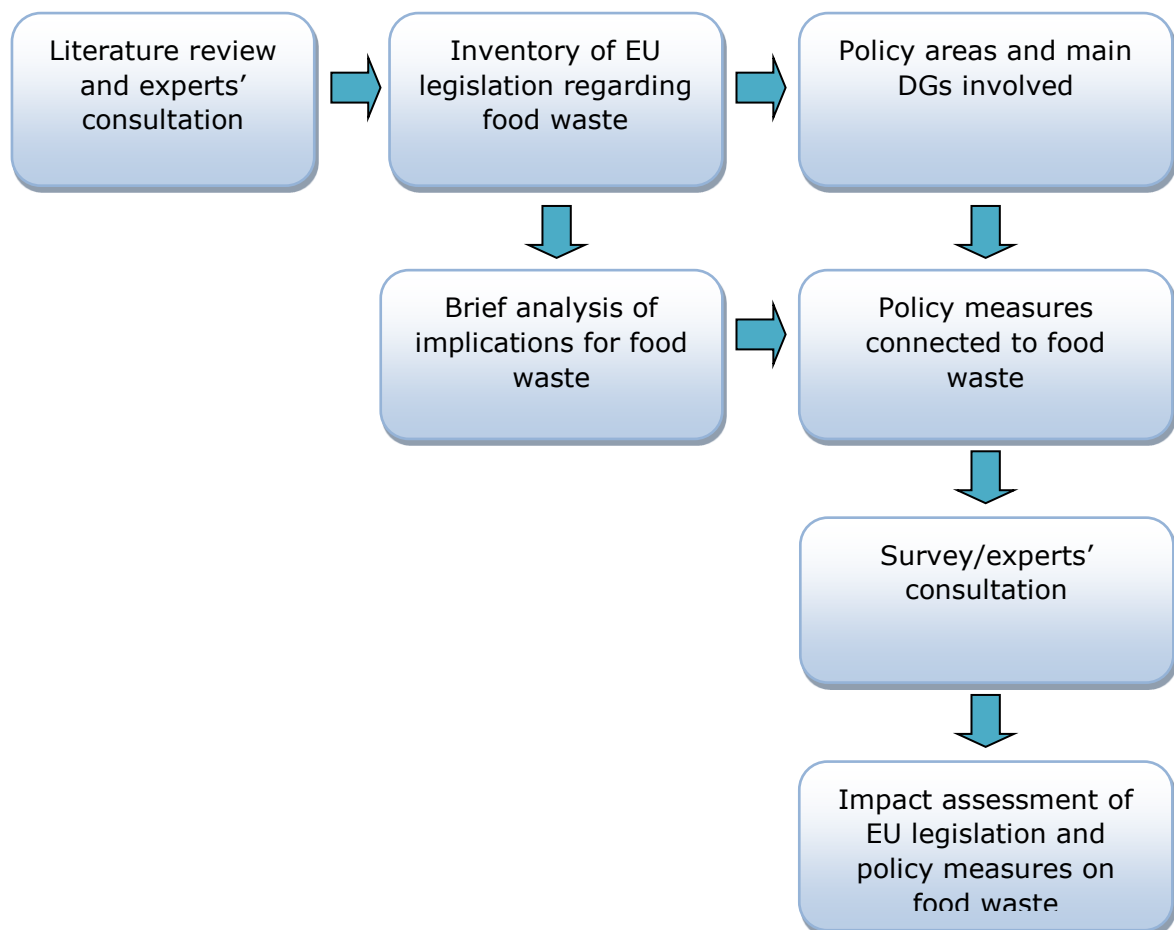 Literature review
and experts’
consultation
Inventory of EU
legislation regarding
food waste
Policy areas and main
DGs involved
Brief analysis of
implications for food
waste
Policy measures
connected to food
waste
Survey/experts’
consultation
Impact assessment of
EU legislation and
policy measures on
food waste